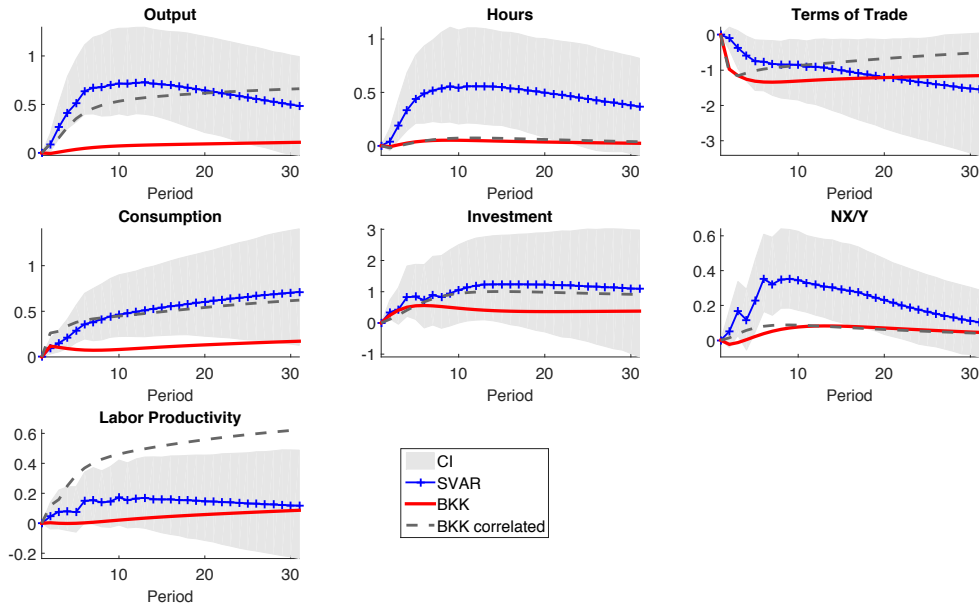 Output
1
0.5
0
10 20 30
Period
Hours
1
0.5
0
10 20 30
Period
Terms of Trade
0
-1
-2
-3
10 20 30
Period
Consumption
1
0.5
0
10 20 30
Period
Investment
3
2
1
0
-1
10 20 30
Period
NX/Y
0.6
0.4
0.2
0
10 20 30
Period
Labor Productivity
0.6
0.4
0.2
0
-0.2
10 20 30
Period
CI
SVAR
BKK
BKK correlated